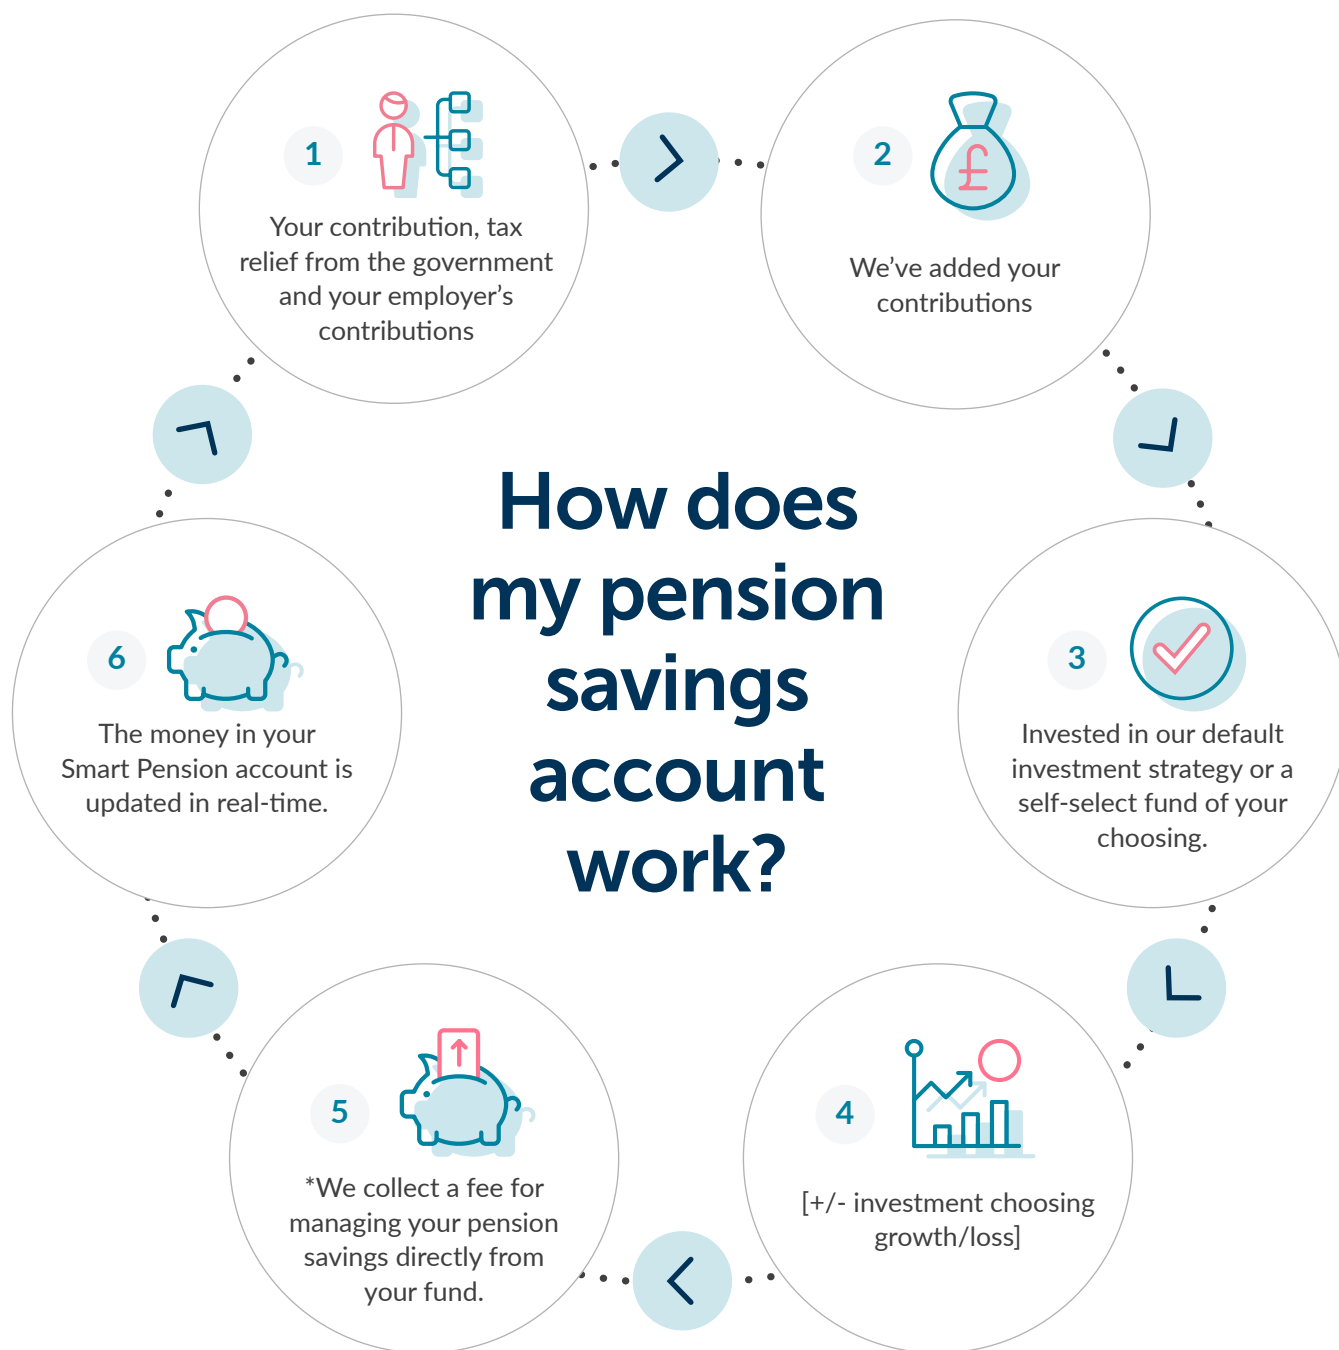 1
Your contribution, tax
relief from the government
and your employer’s
contributions
2
We’ve added your
contributions
How does
my pension
savings
account
work?
3
Invested in our default
investment strategy or a
self-select fund of your
choosing.
4
[+/- investment choosing
growth/loss]
5
*We collect a fee for
managing your pension
savings directly from
your fund.
6
The money in your
Smart Pension account is
updated in real-time.
£